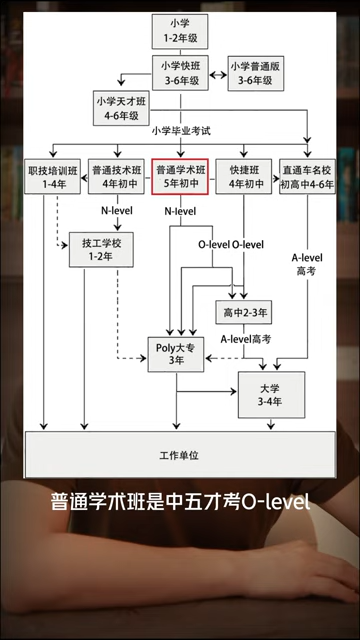 小学
1-2年级
小学快班
3-6年级
小学普通版
3-6年级
小学天才班
4-6年级
小学毕业考试
职技培训班
1-4年
普通技术班
4年初中
普通学术班
5年初中
快捷班
4年初中
直通车名校
初高中4-6年
N-level
N-level
O-level
O-level
A-level
高考
技工学校
1-2年
高中2-3年
A-level高考
Poly大专
3年
大学
3-4年
工作单位
普通学术班是中五才考O-level